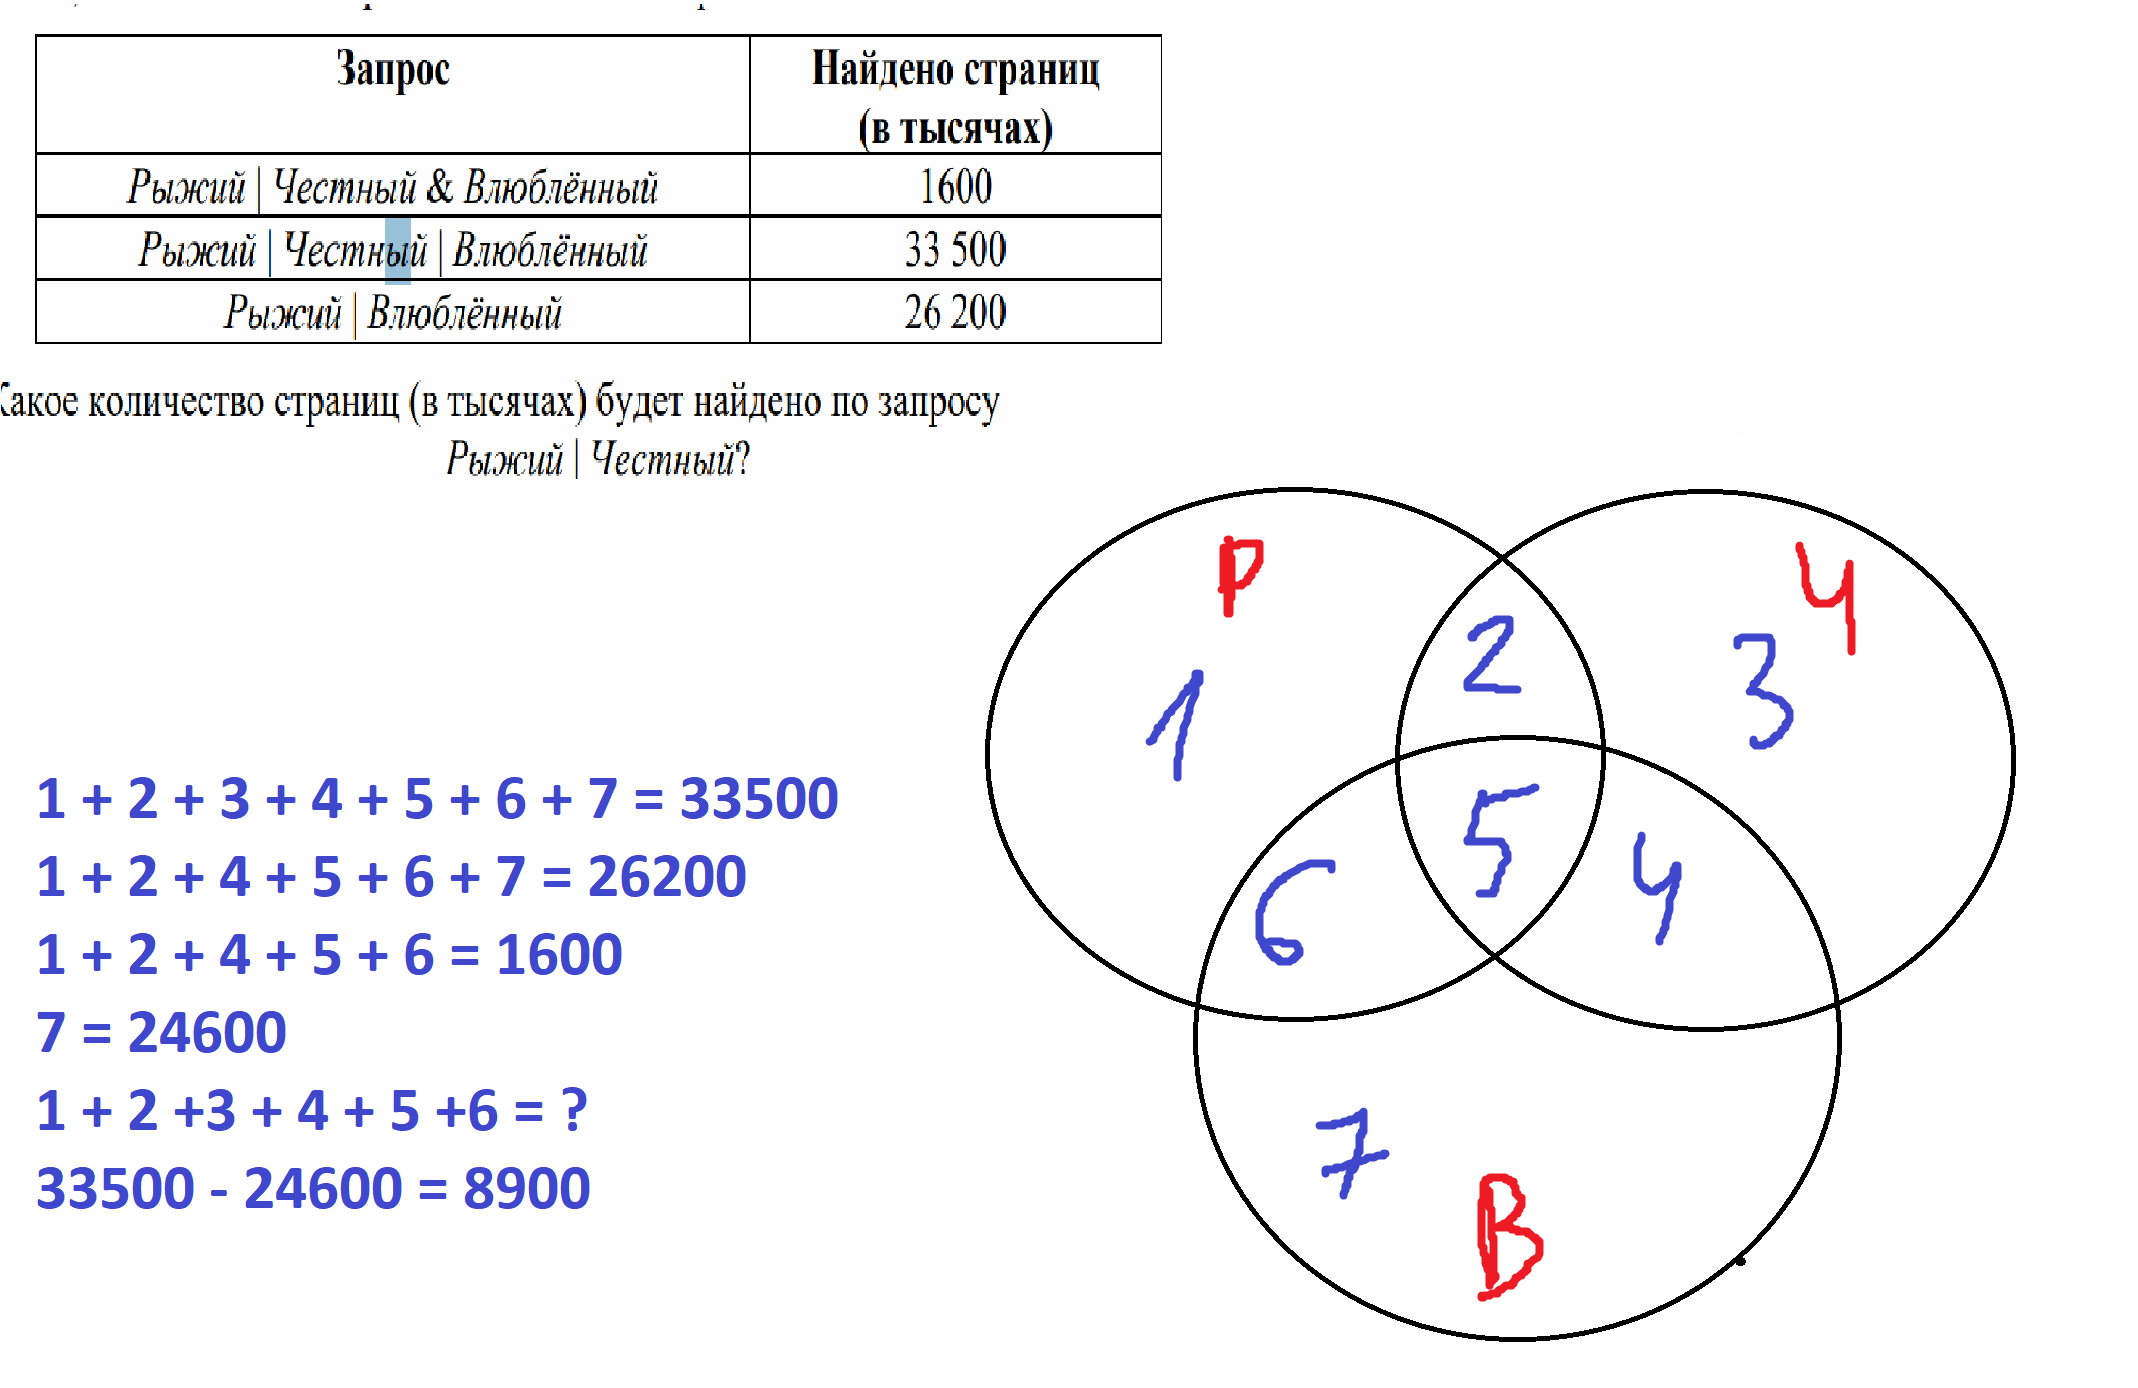 Запрос
Найдено страниц
(в тысячах)
Рыжий | Честный & Влюблённый
1600
Рыжий | Честный | Влюблённый
33 500
Рыжий | Влюблённый
26 200
Какое количество страниц (в тысячах) будет найдено по запросу
Рыжий | Честный?
Р
Ч
2
3
1
1 + 2 + 3 + 4 + 5 + 6 + 7 = 33500
5
1 + 2 + 4 + 5 + 6 + 7 = 26200
6
4
1 + 2 + 4 + 5 + 6 = 1600
7 = 24600
1 + 2 +3 + 4 + 5 +6 = ?
7
33500 - 24600 = 8900
В